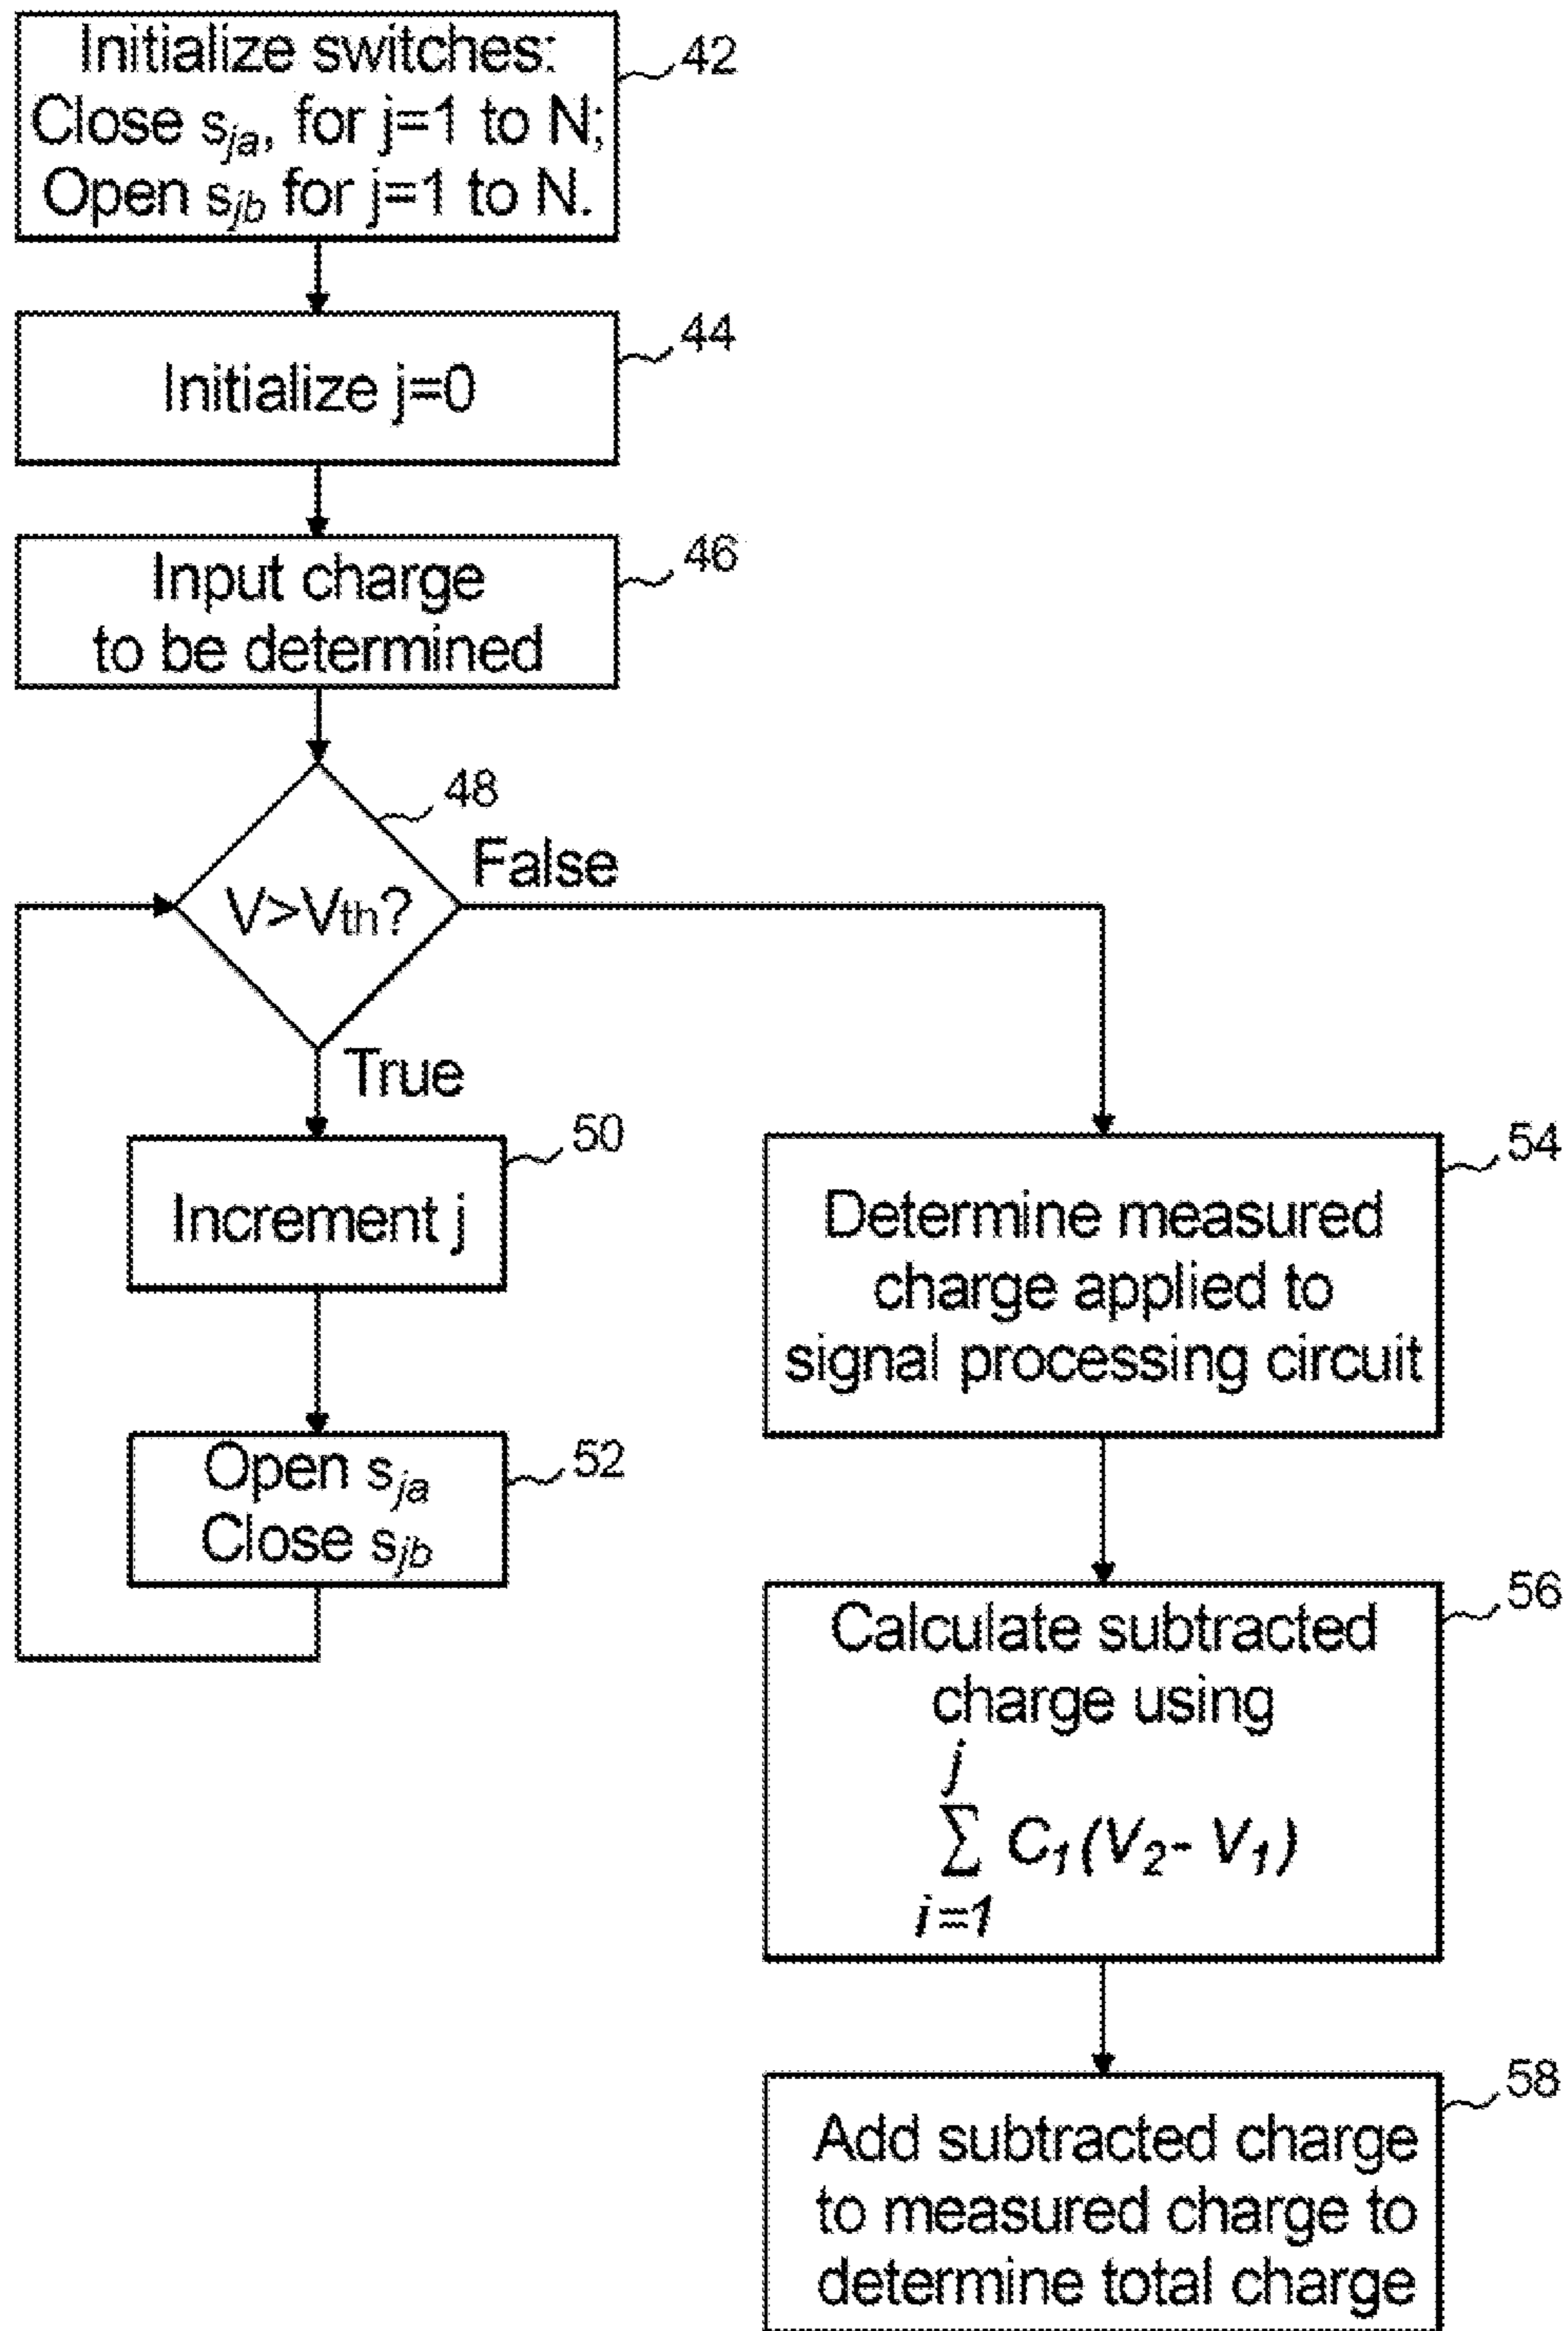 Initialize switches:
Close s_ja, for j=1 to N;
Open s_jb for j=1 to N.
42
Initialize j=0
44
Input charge
to be determined
46
48
V>Vth?
False
True
Increment j
50
Open s_ja
Close s_jb
52
Determine measured
charge applied to
signal processing circuit
54
Calculate subtracted
charge using
j
∑ C₁(V₂- V₁)
i=1
56
Add subtracted charge
to measured charge to
determine total charge
58